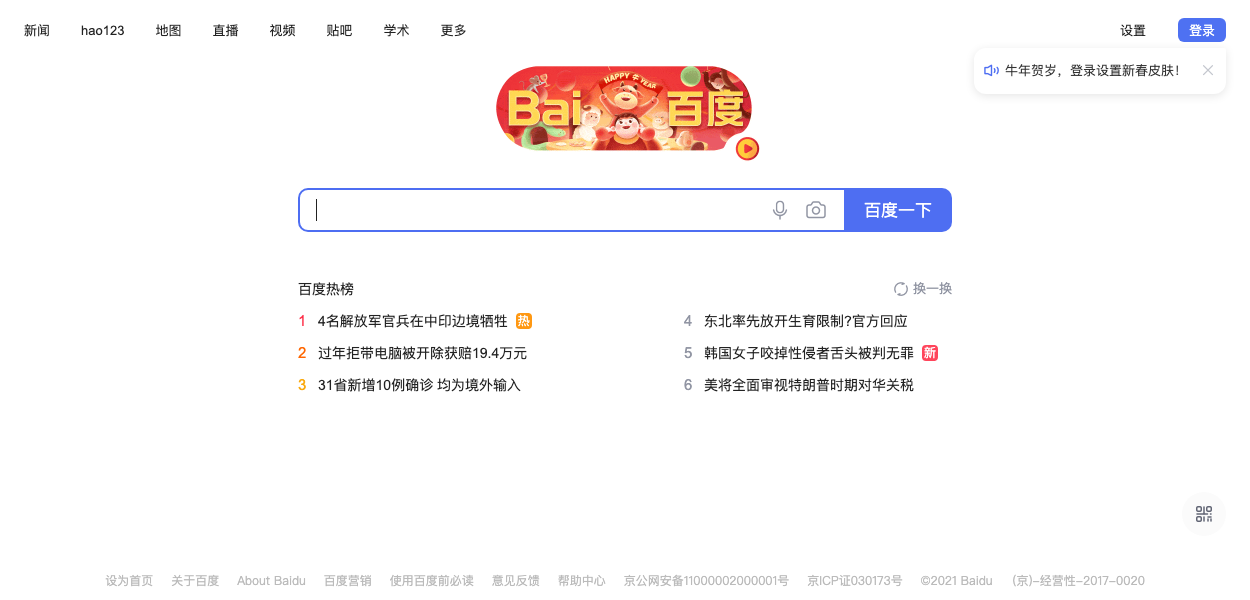 新闻 hao123 地图 直播 视频 贴吧 学术 更多 设置 登录
牛年贺岁，登录设置新春皮肤！
HAPPY 牛 YEAR
Bai 百度
百度一下
百度热榜 换一换
1 4名解放军官兵在中印边境牺牲 热
2 过年拒带电脑被开除获赔19.4万元
3 31省新增10例确诊 均为境外输入
4 东北率先放开生育限制?官方回应
5 韩国女子咬掉性侵者舌头被判无罪 新
6 美将全面审视特朗普时期对华关税
设为首页 关于百度 About Baidu 百度营销 使用百度前必读 意见反馈 帮助中心 京公网安备11000002000001号 京ICP证030173号 ©2021 Baidu (京)-经营性-2017-0020